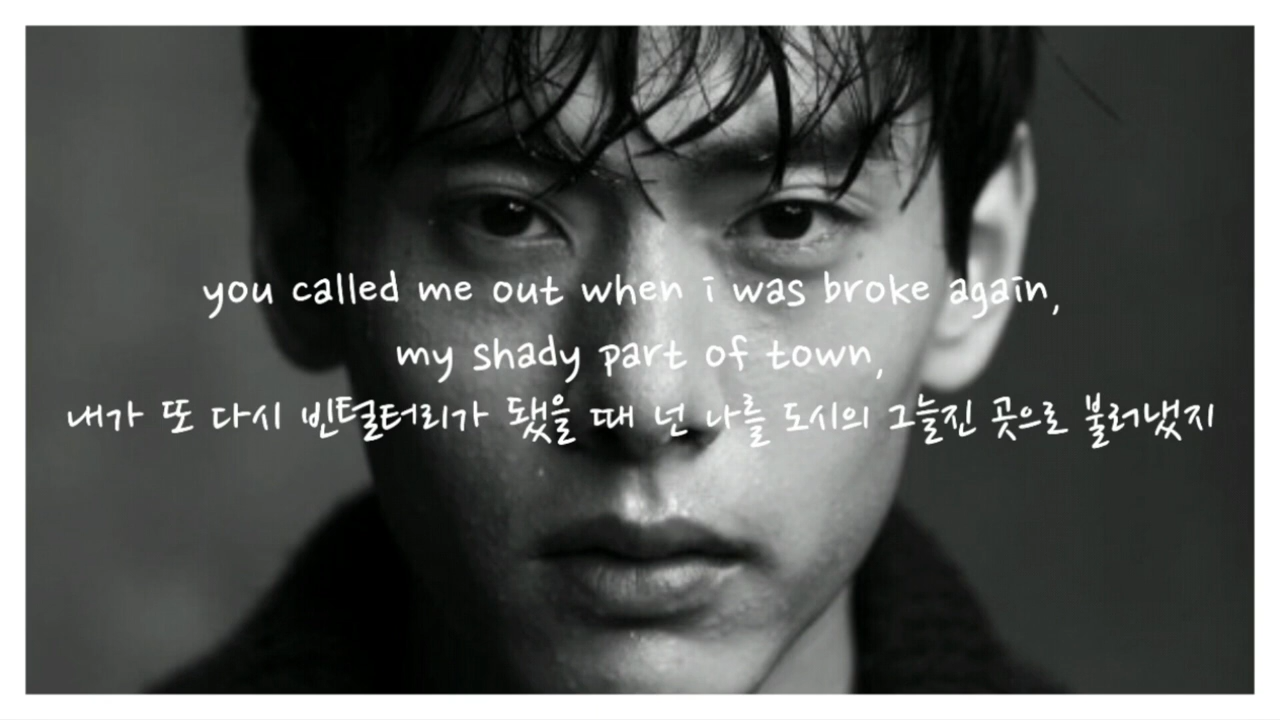 you called me out when i was broke again,
my shady part of town,
내가 또 다시 빈털터리가 됐을 때 넌 나를 도시의 그늘진 곳으로 불러냈지